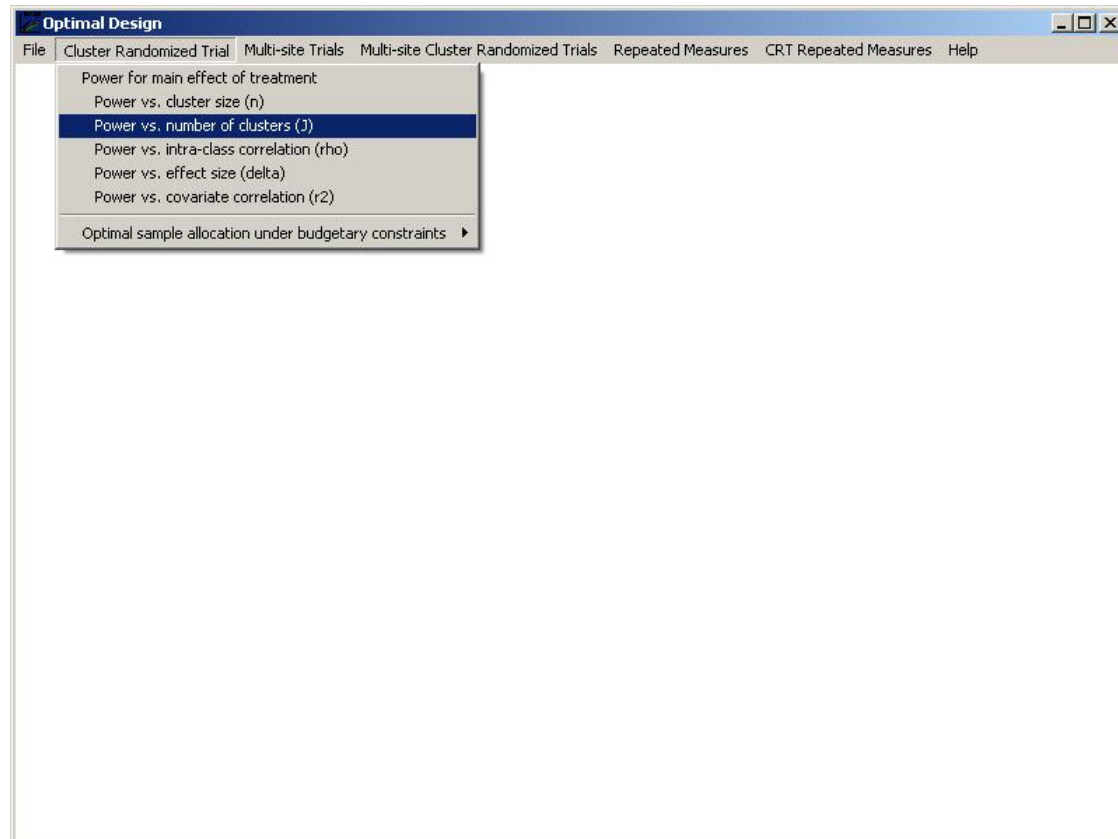 Optimal Design
File Cluster Randomized Trial Multi-site Trials Multi-site Cluster Randomized Trials Repeated Measures CRT Repeated Measures Help
Power for main effect of treatment
Power vs. cluster size (n)
Power vs. number of clusters (J)
Power vs. intra-class correlation (rho)
Power vs. effect size (delta)
Power vs. covariate correlation (r2)
Optimal sample allocation under budgetary constraints